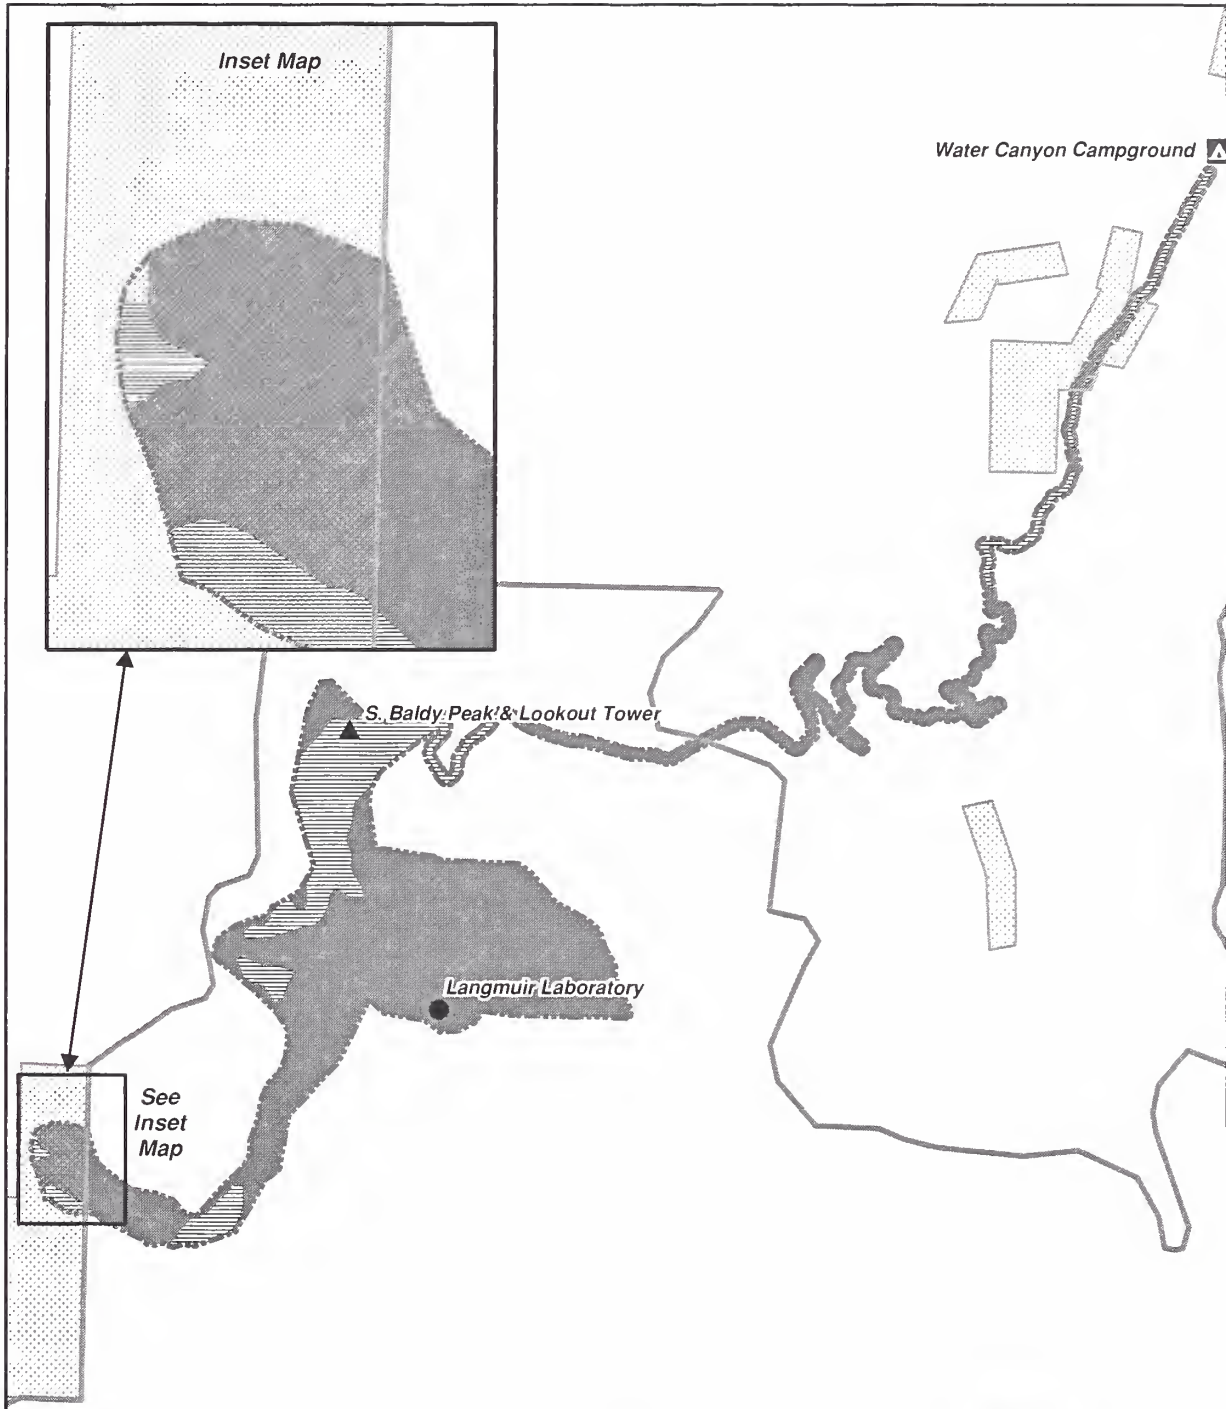 Inset Map
Water Canyon Campground
S. Baldy Peak & Lookout Tower
Langmuir Laboratory
See
Inset
Map